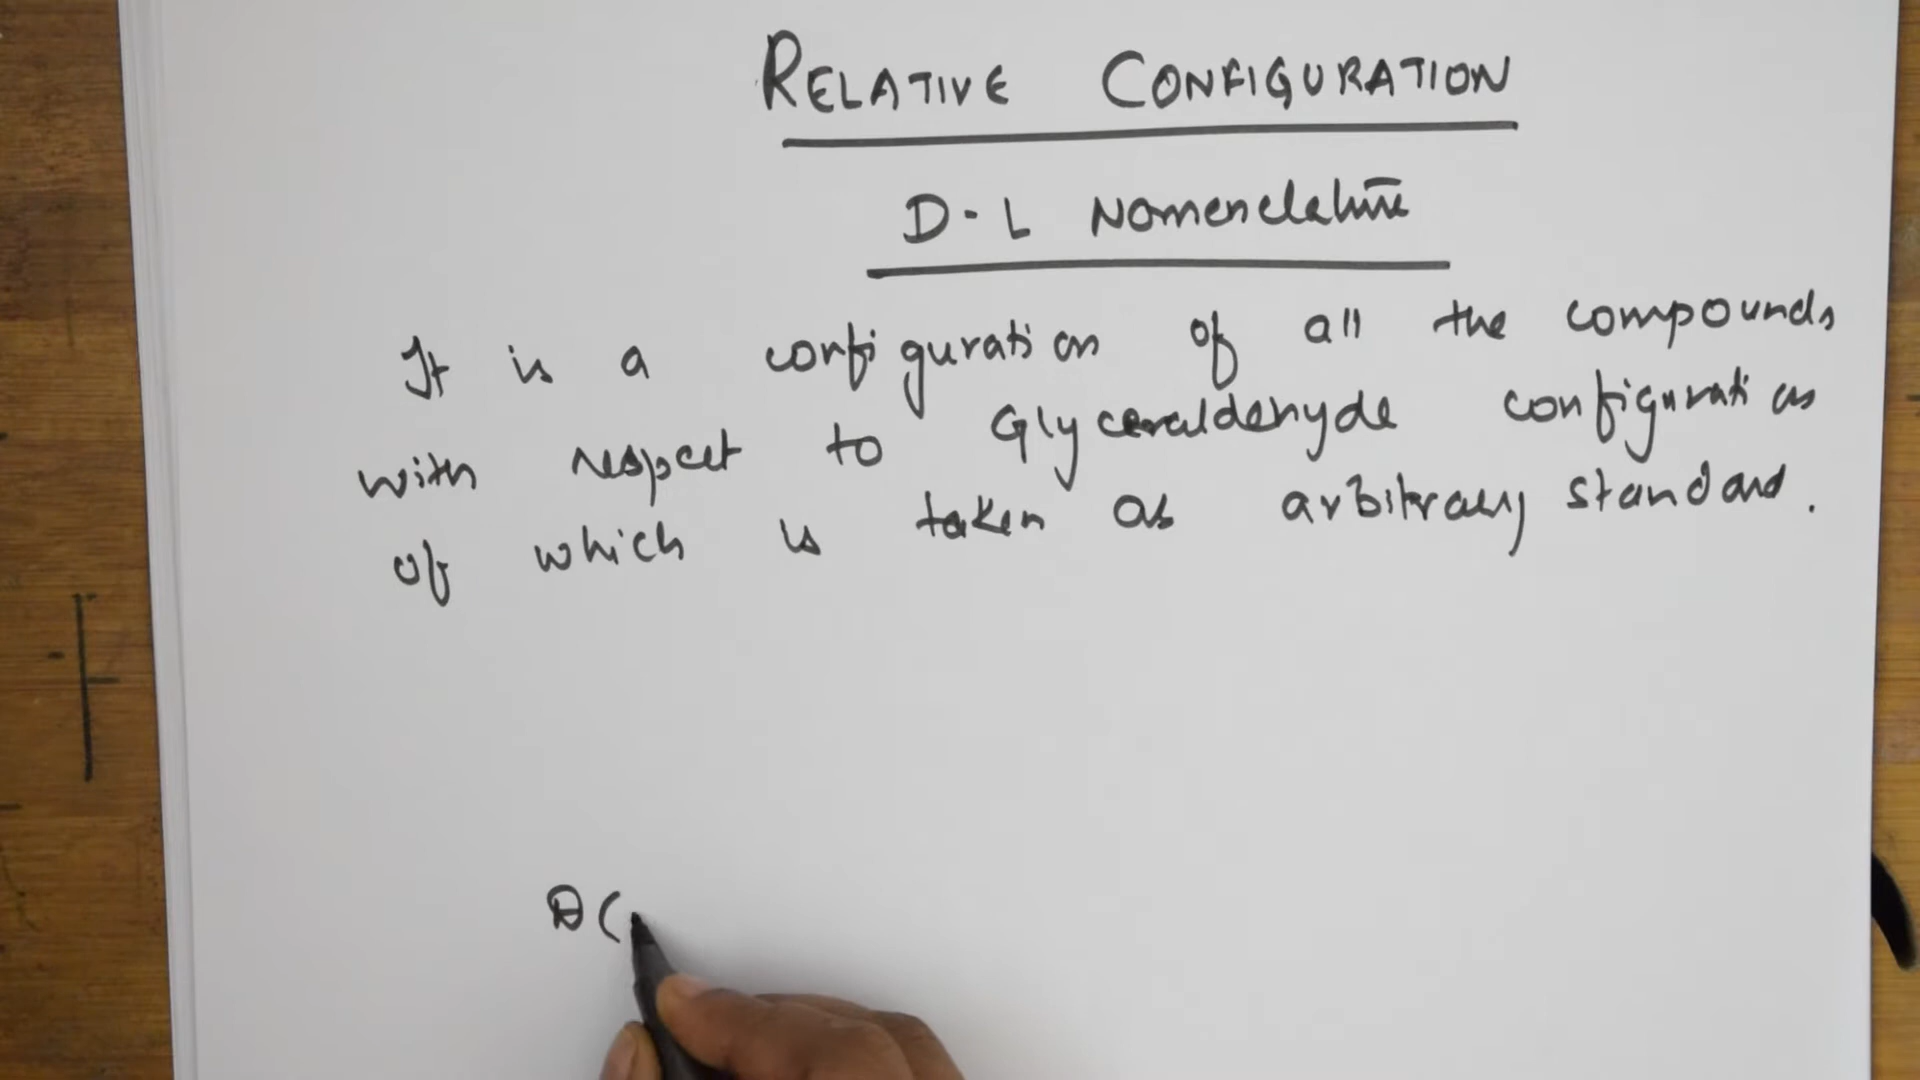 RELATIVE CONFIGURATION
D-L Nomenclature
It is a configuration of all the compounds
with respect to Glyceraldehyde configuration
of which is taken as arbitrary standard.
D(